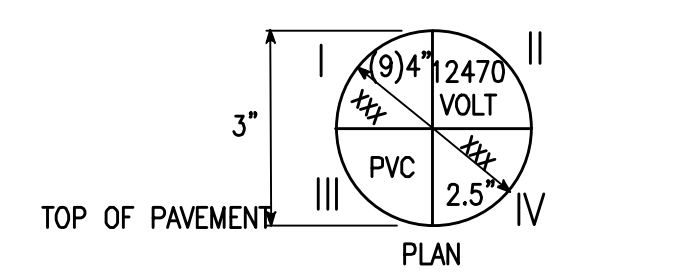 I
II
(9)4"
12470
VOLT
XXX
3"
XXX
PVC
2.5"
III
IV
TOP OF PAVEMENT
PLAN